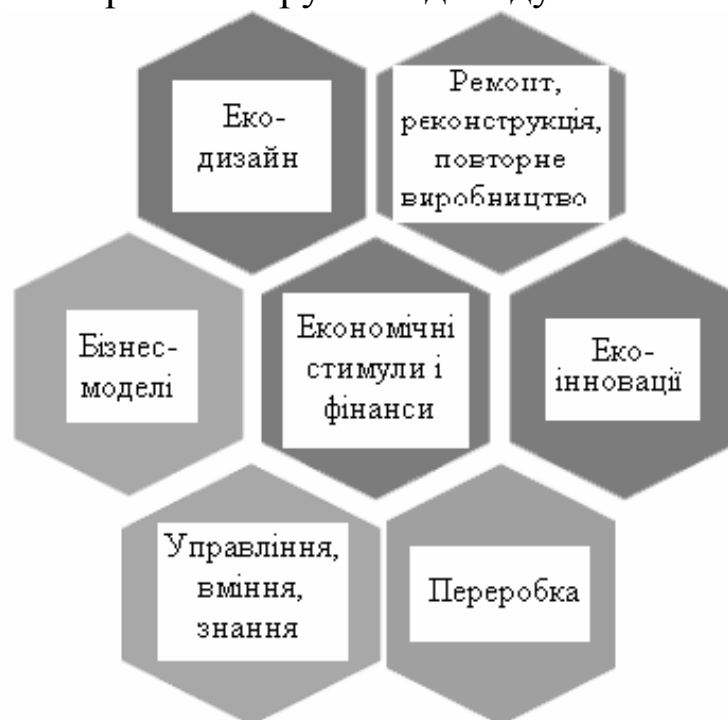 Еко-
дизайн
Ремонт,
реконструкція,
повторне
виробництво
Бізнес-
моделі
Економічні
стимули і
фінанси
Еко-
інновації
Управління,
вміння,
знання
Переробка